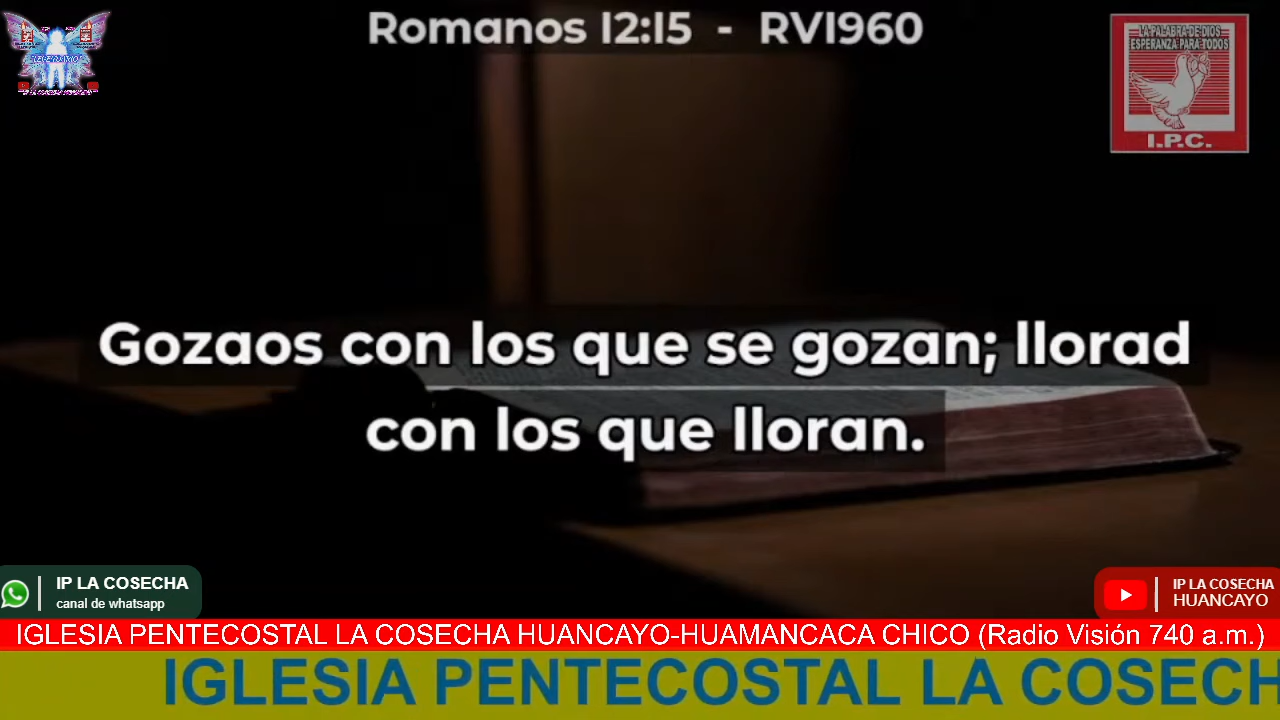 Romanos 12:15 - RV1960
LA PALABRA DE DIOS
ESPERANZA PARA TODOS
I.P.C.
Gozaos con los que se gozan; llorad
con los que lloran.
IP LA COSECHA
canal de whatsapp
IP LA COSECHA
HUANCAYO
IGLESIA PENTECOSTAL LA COSECHA HUANCAYO-HUAMANCACA CHICO (Radio Visión 740 a.m.)
IGLESIA PENTECOSTAL LA COSECH